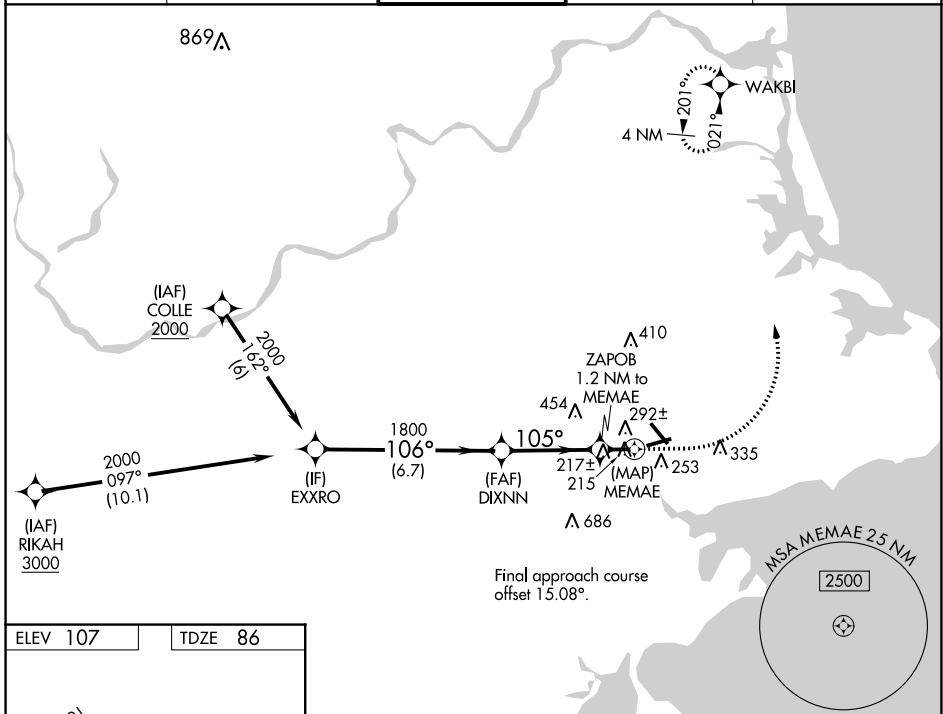 869
WAKBI
201°
021°
4 NM
(IAF)
COLLE
2000
2000
162°
(6)
410
ZAPOB
1.2 NM to
MEMAE
454
292±
1800
106°
(6.7)
105°
2000
097°
(10.1)
217±
215
253
335
(IF)
EXXRO
(FAF)
DIXNN
(MAP)
MEMAE
(IAF)
RIKAH
3000
686
Final approach course
offset 15.08°.
MSA MEMAE 25 NM
2500
ELEV 107
TDZE 86